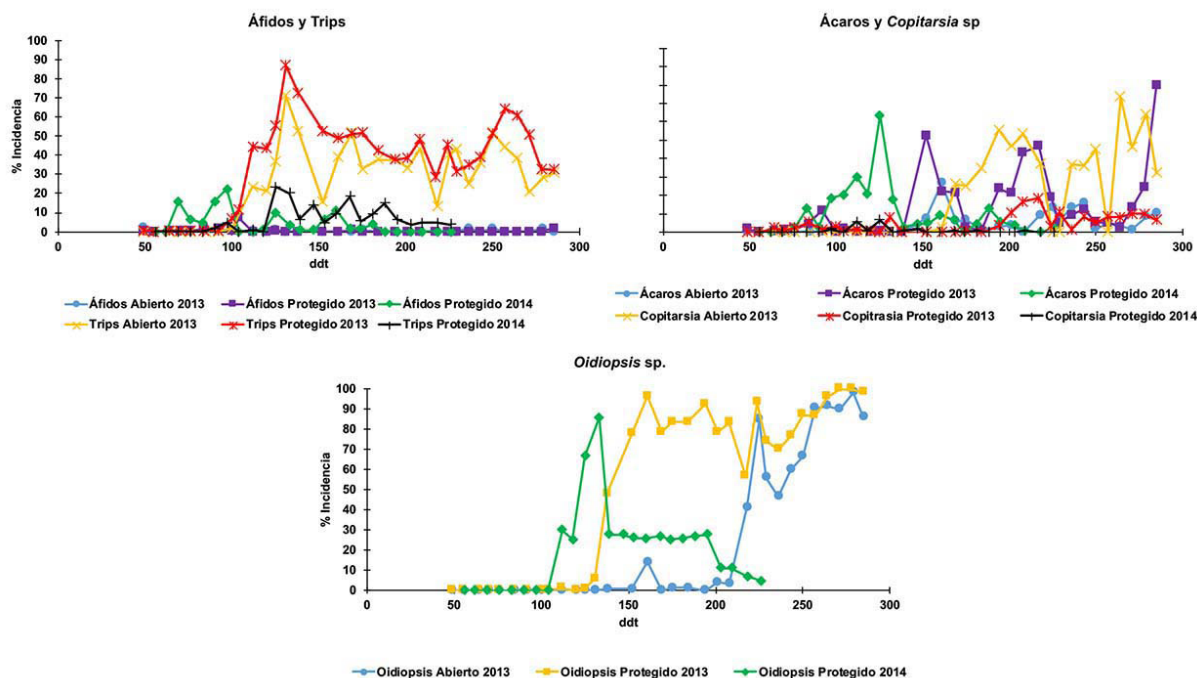 Áfidos y Trips
100
90
80
70
60
50
40
30
20
10
0
% Incidencia
0 50 100 150 200 250 300
ddt
Áfidos Abierto 2013 Áfidos Protegido 2013 Áfidos Protegido 2014
Trips Abierto 2013 Trips Protegido 2013 Trips Protegido 2014
Ácaros y Copitarsia sp
0 50 100 150 200 250 300
ddt
Ácaros Abierto 2013 Ácaros Protegido 2013 Ácaros Protegido 2014
Copitarsia Abierto 2013 Copitrasia Protegido 2013 Copitarsia Protegido 2014
Oidiopsis sp.
100
90
80
70
60
50
40
30
20
10
0
% Incidencia
0 50 100 150 200 250 300
ddt
Oidiopsis Abierto 2013 Oidiopsis Protegido 2013 Oidiopsis Protegido 2014